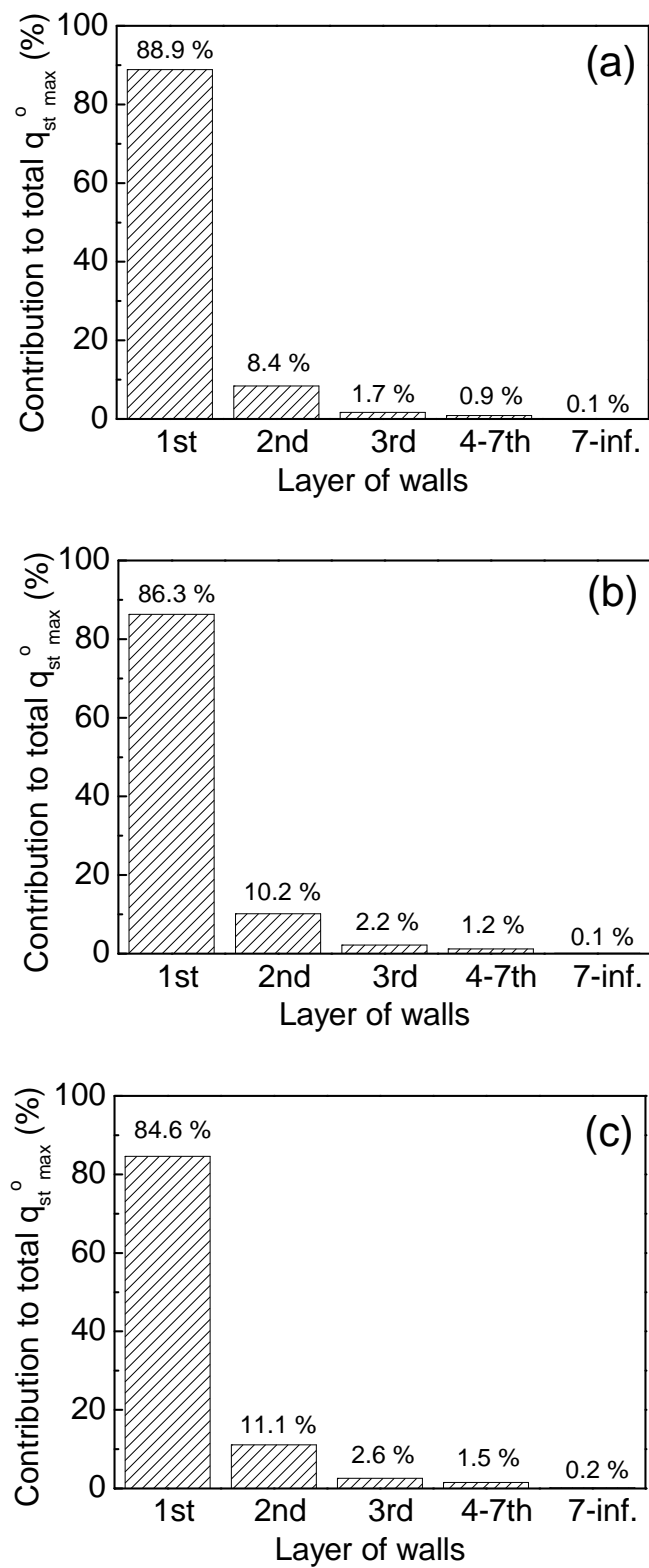 (a)
Contribution to total q_st^o max (%)
100
80
60
40
20
0
88.9 %
8.4 %
1.7 %
0.9 %
0.1 %
1st 2nd 3rd 4-7th 7-inf.
Layer of walls
(b)
Contribution to total q_st^o max (%)
100
80
60
40
20
0
86.3 %
10.2 %
2.2 %
1.2 %
0.1 %
1st 2nd 3rd 4-7th 7-inf.
Layer of walls
(c)
Contribution to total q_st^o max (%)
100
80
60
40
20
0
84.6 %
11.1 %
2.6 %
1.5 %
0.2 %
1st 2nd 3rd 4-7th 7-inf.
Layer of walls